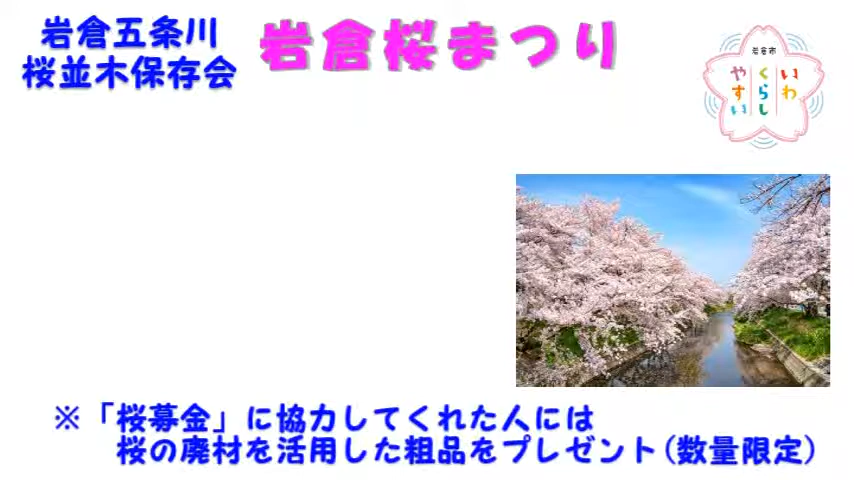 岩倉五条川
桜並木保存会
岩倉桜まつり
岩倉市
いわ
くらし
やすい
※「桜募金」に協力してくれた人には
桜の廃材を活用した粗品をプレゼント(数量限定)